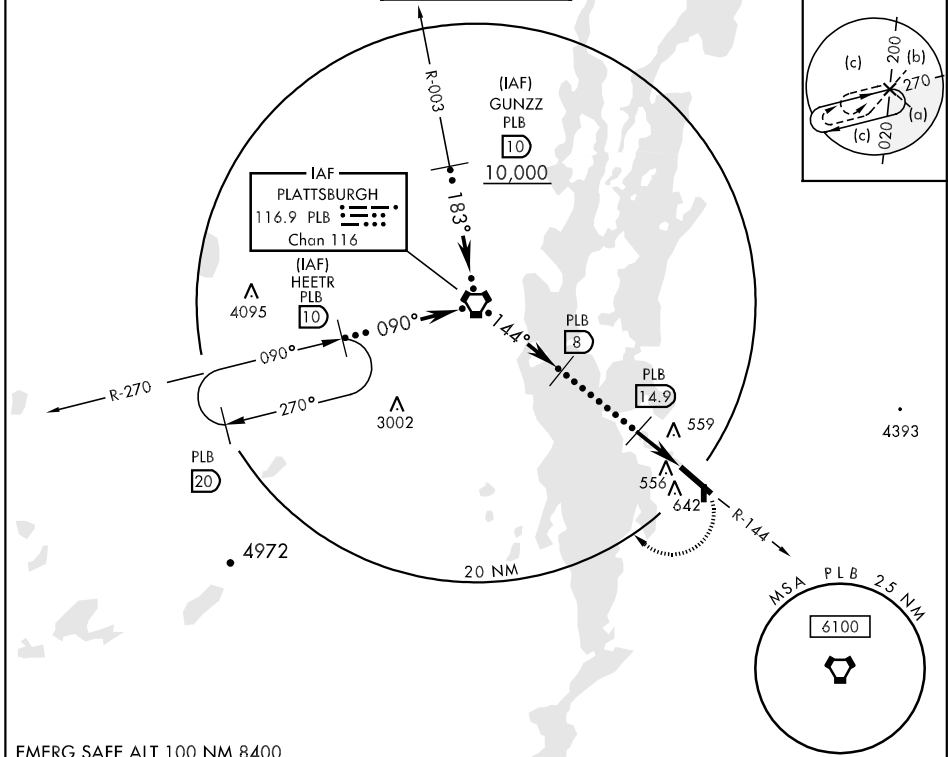 R-003
(IAF)
GUNZZ
PLB
10
10,000
183°
IAF
PLATTSBURGH
116.9 PLB
Chan 116
(IAF)
HEETR
PLB
10
4095
090°
144°
PLB
8
090°
R-270
270°
3002
PLB
14.9
559
4393
PLB
20
556
642
R-144
4972
20 NM
MSA PLB 25 NM
6100
EMERG SAFE ALT 100 NM 8400
(c)
200
(b)
270
(a)
(c)
020